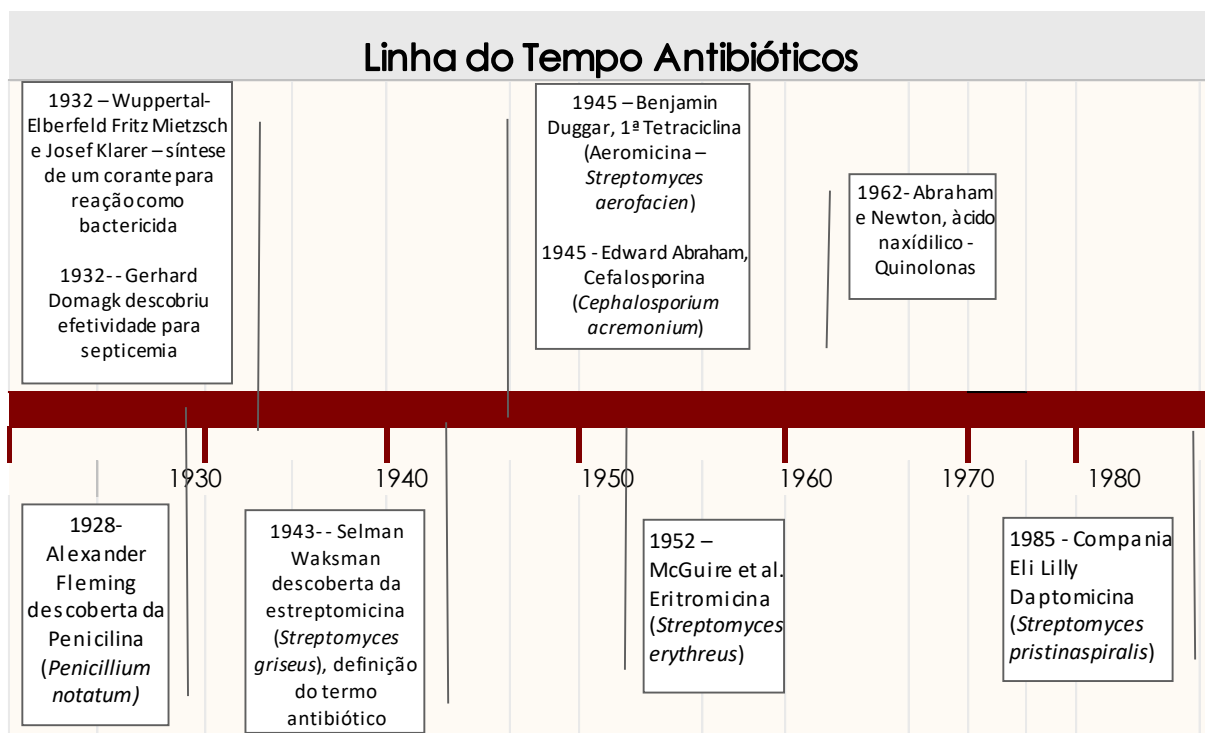 Linha do Tempo Antibióticos
1932 – Wuppertal-
Elberfeld Fritz Mietzsch
e Josef Klarer – síntese
de um corante para
reação como
bactericida
1932-- Gerhard
Domagk descobriu
efetividade para
septicemia
1945 – Benjamin
Duggar, 1ª Tetraciclina
(Aeromicina –
Streptomyces
aerofacien)
1945 - Edward Abraham,
Cefalosporina
(Cephalosporium
acremonium)
1962- Abraham
e Newton, àcido
naxídilico -
Quinolonas
1930
1940
1950
1960
1970
1980
1928-
Alexander
Fleming
descoberta da
Penicilina
(Penicillium
notatum)
1943-- Selman
Waksman
descoberta da
estreptomicina
(Streptomyces
griseus), definição
do termo
antibiótico
1952 –
McGuire et al.
Eritromicina
(Streptomyces
erythreus)
1985 - Compania
Eli Lilly
Daptomicina
(Streptomyces
pristinaspiralis)